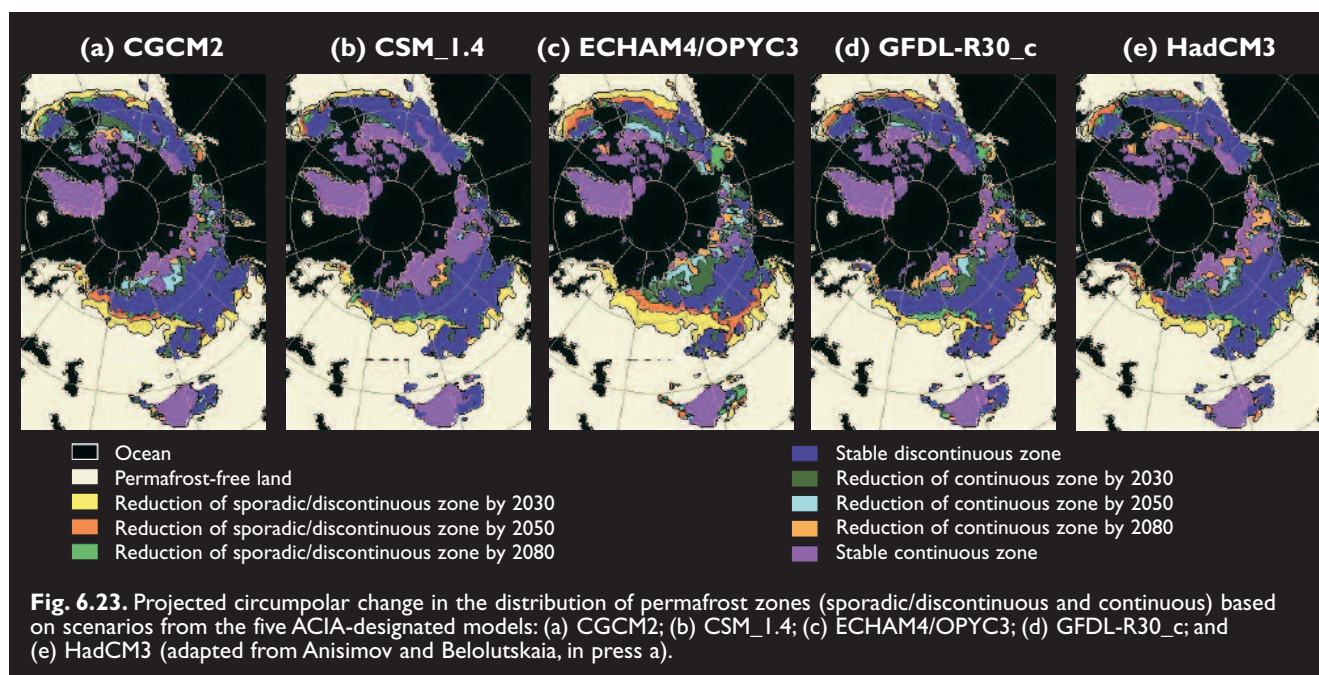 (a) CGCM2
(b) CSM_1.4
(c) ECHAM4/OPYC3
(d) GFDL-R30_c
(e) HadCM3
Ocean
Permafrost-free land
Reduction of sporadic/discontinuous zone by 2030
Reduction of sporadic/discontinuous zone by 2050
Reduction of sporadic/discontinuous zone by 2080
Stable discontinuous zone
Reduction of continuous zone by 2030
Reduction of continuous zone by 2050
Reduction of continuous zone by 2080
Stable continuous zone
Fig. 6.23. Projected circumpolar change in the distribution of permafrost zones (sporadic/discontinuous and continuous) based
on scenarios from the five ACIA-designated models: (a) CGCM2; (b) CSM_1.4; (c) ECHAM4/OPYC3; (d) GFDL-R30_c; and
(e) HadCM3 (adapted from Anisimov and Belolutskaia, in press a).